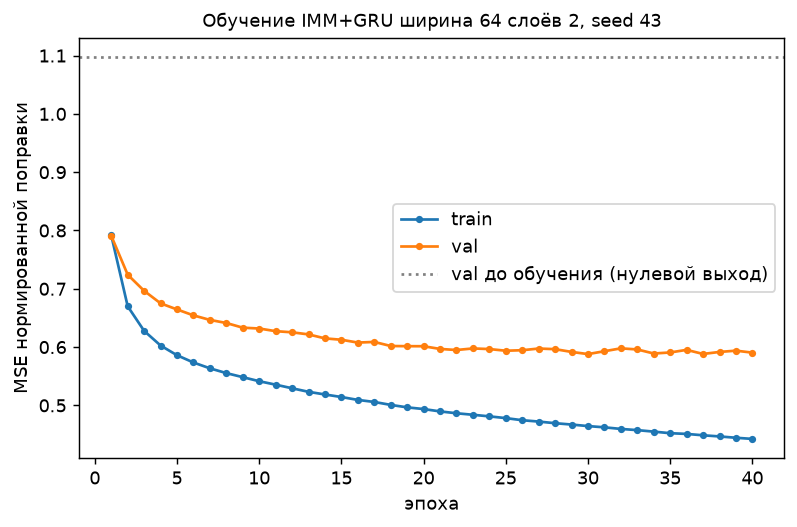 Обучение IMM+GRU ширина 64 слоёв 2, seed 43
MSE нормированной поправки
1.1
1.0
0.9
0.8
0.7
0.6
0.5
train
val
val до обучения (нулевой выход)
0 5 10 15 20 25 30 35 40
эпоха